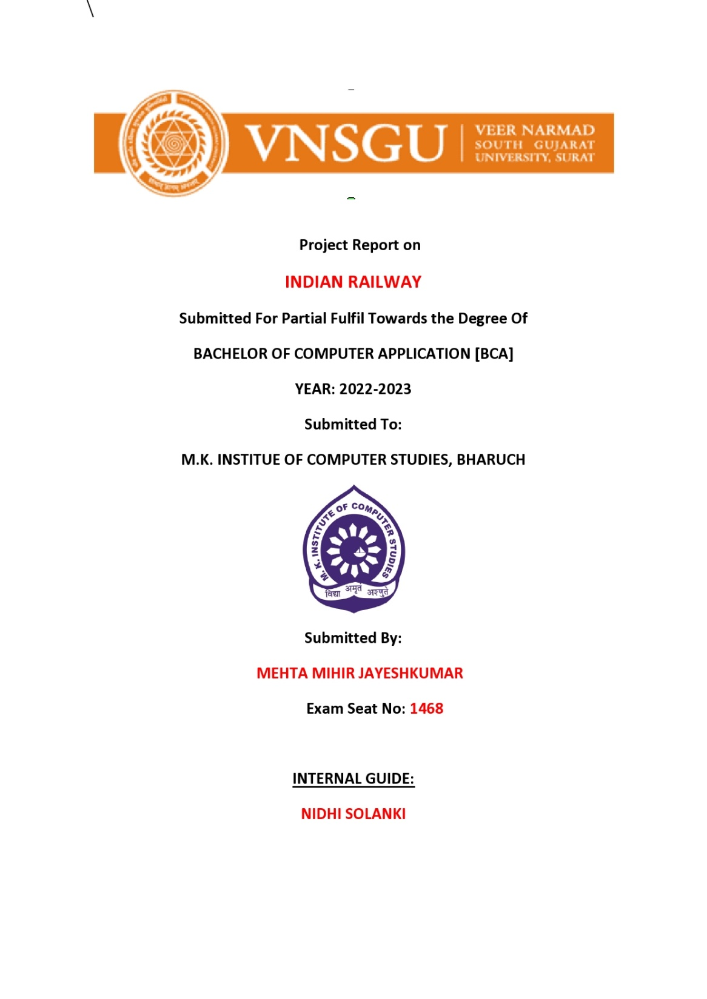 \
VNSGU
VEER NARMAD
SOUTH GUJARAT
UNIVERSITY, SURAT
Project Report on
INDIAN RAILWAY
Submitted For Partial Fulfil Towards the Degree Of
BACHELOR OF COMPUTER APPLICATION [BCA]
YEAR: 2022-2023
Submitted To:
M.K. INSTITUE OF COMPUTER STUDIES, BHARUCH
M. K. INSTITUTE OF COMPUTER STUDIES
विद्या अमृतं अश्णुते
Submitted By:
MEHTA MIHIR JAYESHKUMAR
Exam Seat No: 1468
INTERNAL GUIDE:
NIDHI SOLANKI